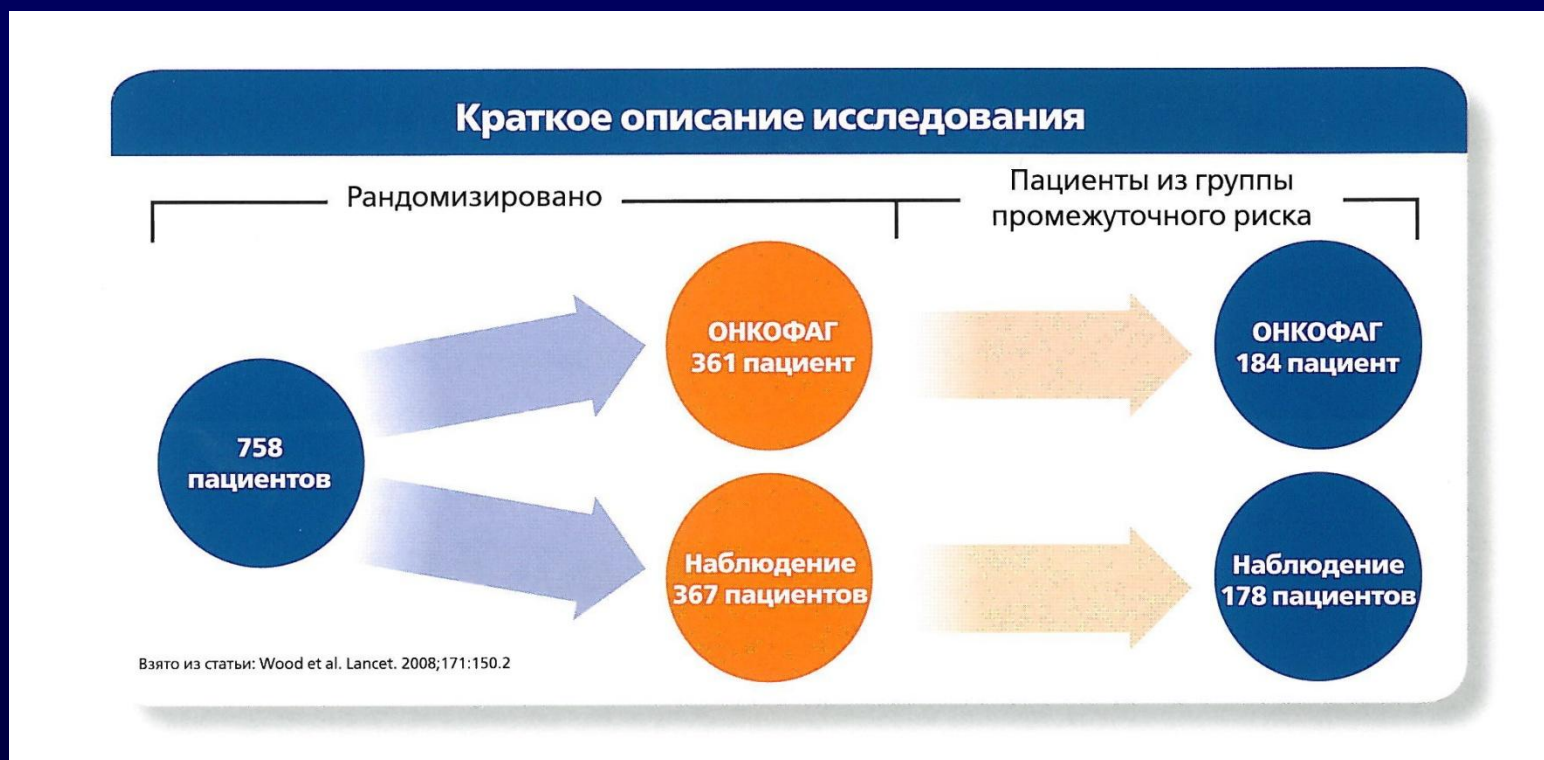 Краткое описание исследования
Рандомизировано
Пациенты из группы
промежуточного риска
758
пациентов
ОНКОФАГ
361 пациент
ОНКОФАГ
184 пациент
Наблюдение
367 пациентов
Наблюдение
178 пациентов
Взято из статьи: Wood et al. Lancet. 2008;171:150.2